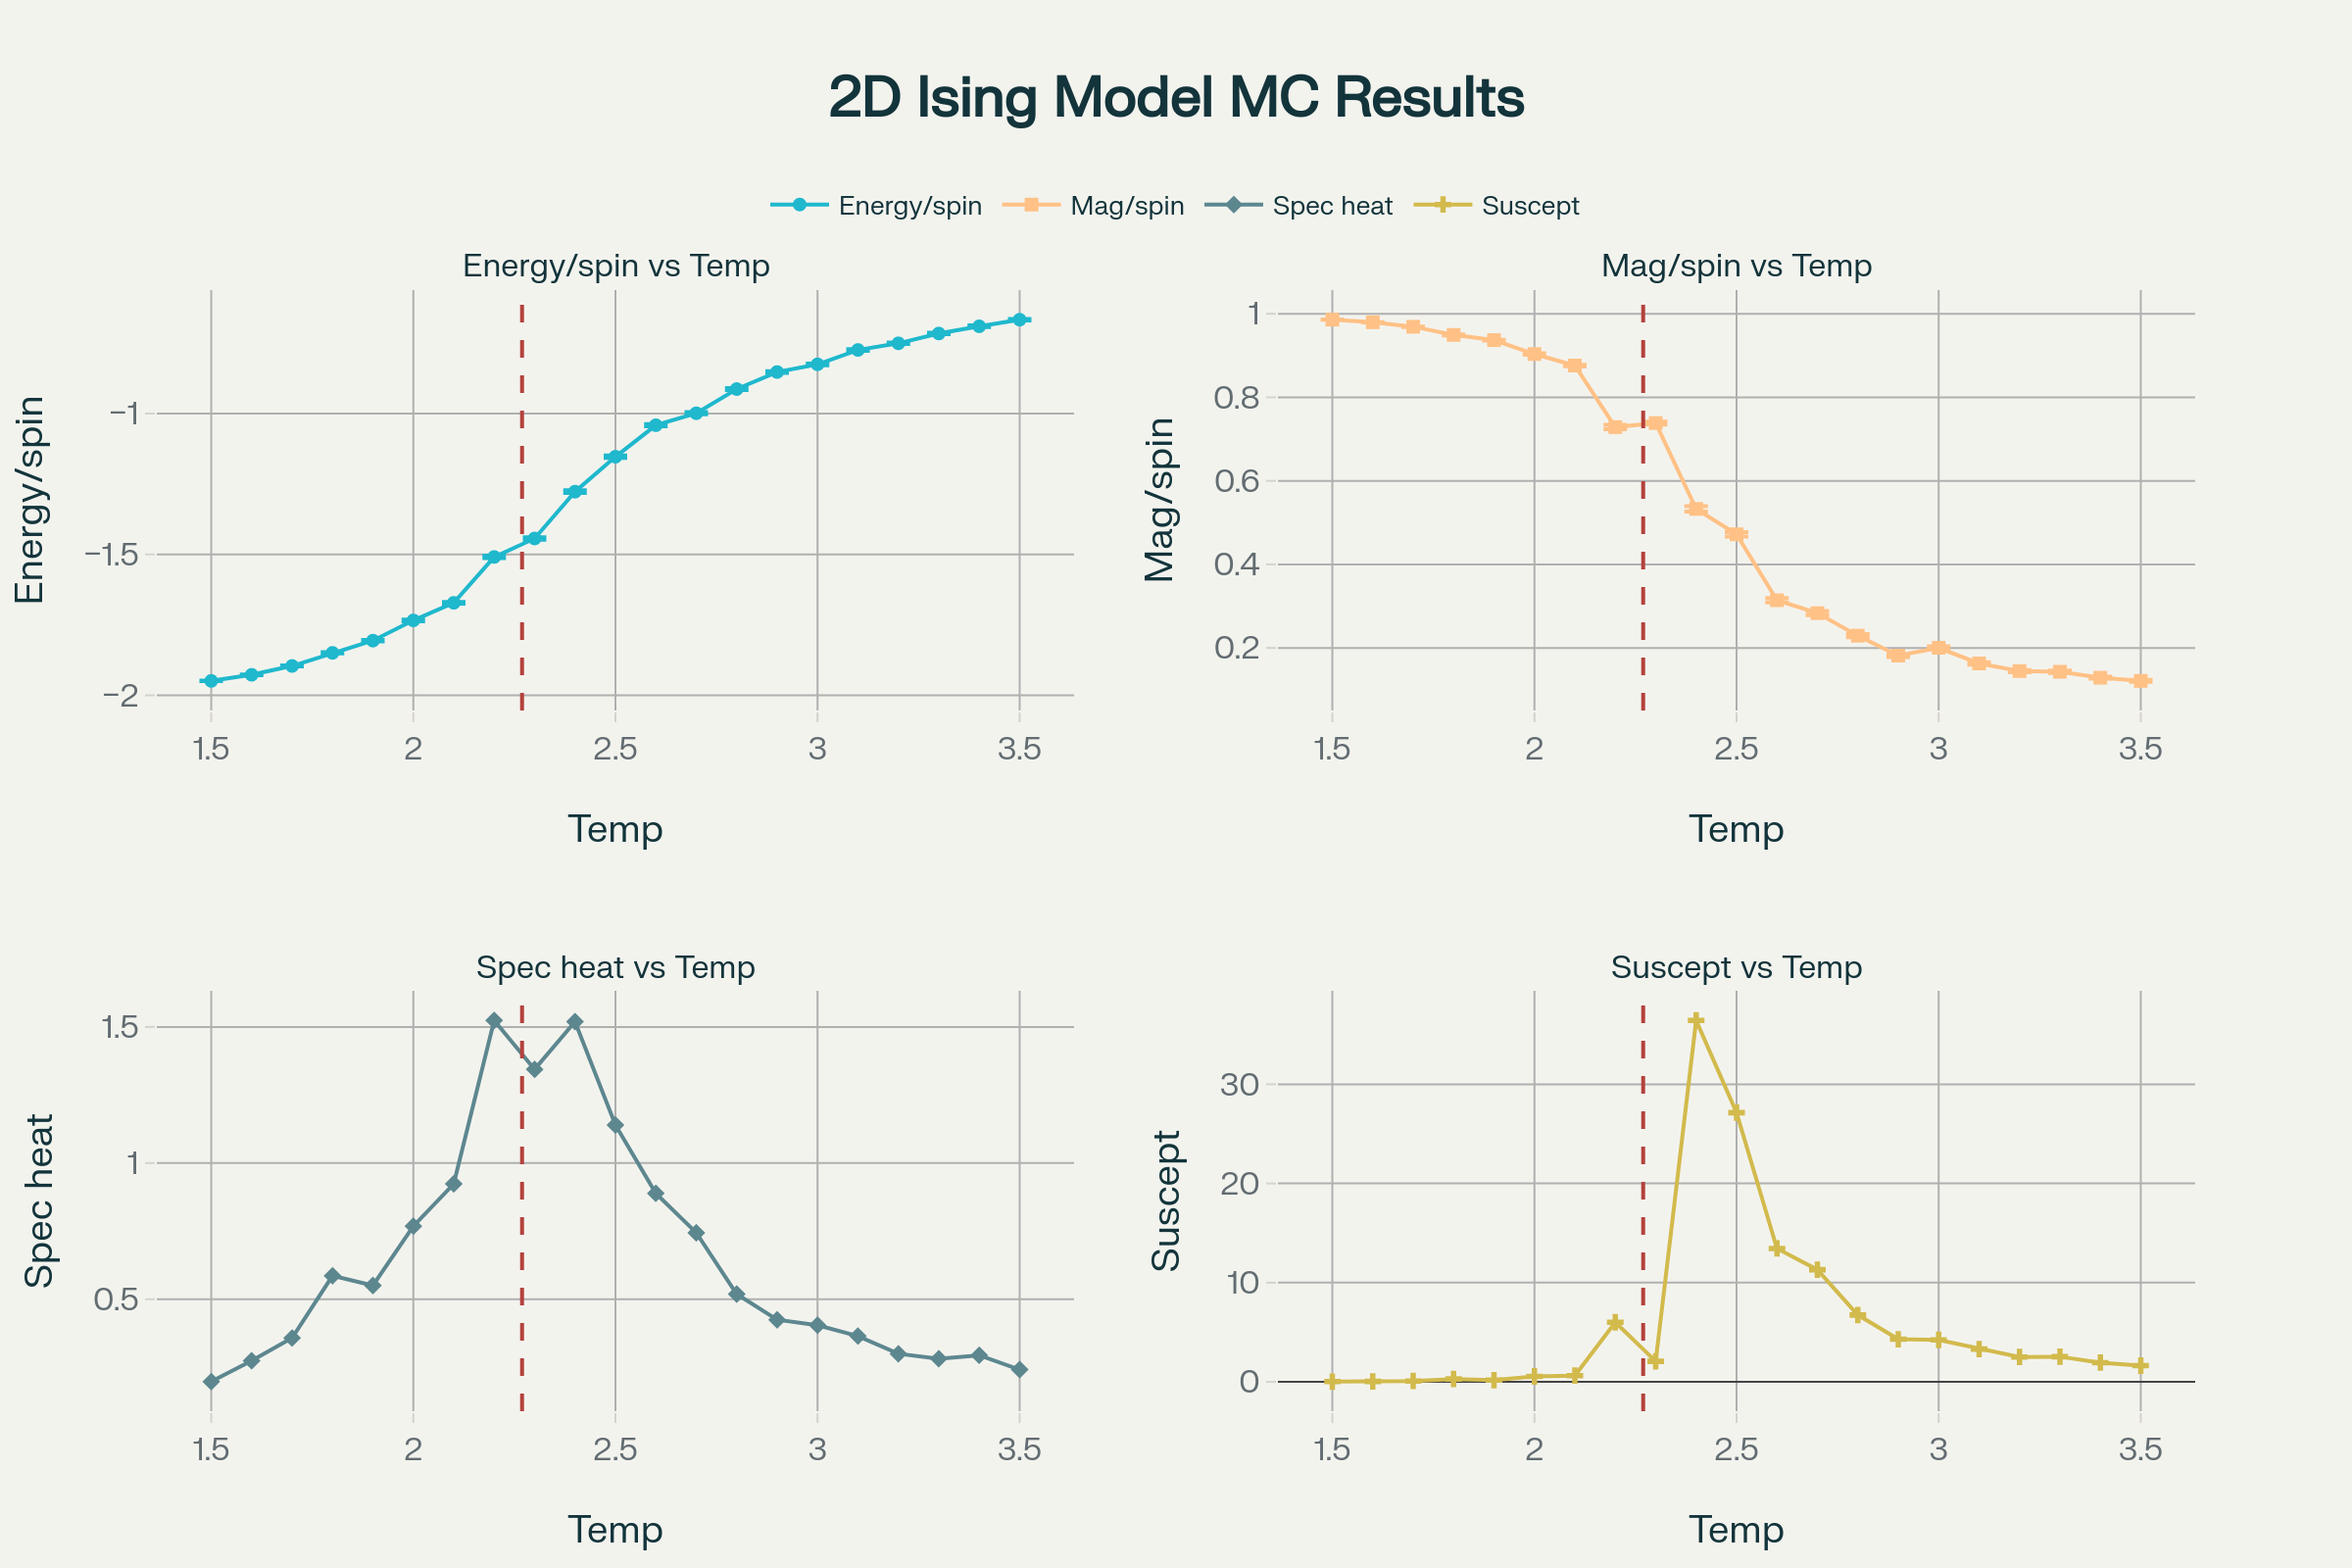 2D Ising Model MC Results
Energy/spin Mag/spin Spec heat Suscept
Energy/spin vs Temp
Energy/spin
−1
−1.5
−2
1.5 2 2.5 3 3.5
Temp
Mag/spin vs Temp
Mag/spin
1
0.8
0.6
0.4
0.2
1.5 2 2.5 3 3.5
Temp
Spec heat vs Temp
Spec heat
1.5
1
0.5
1.5 2 2.5 3 3.5
Temp
Suscept vs Temp
Suscept
30
20
10
0
1.5 2 2.5 3 3.5
Temp